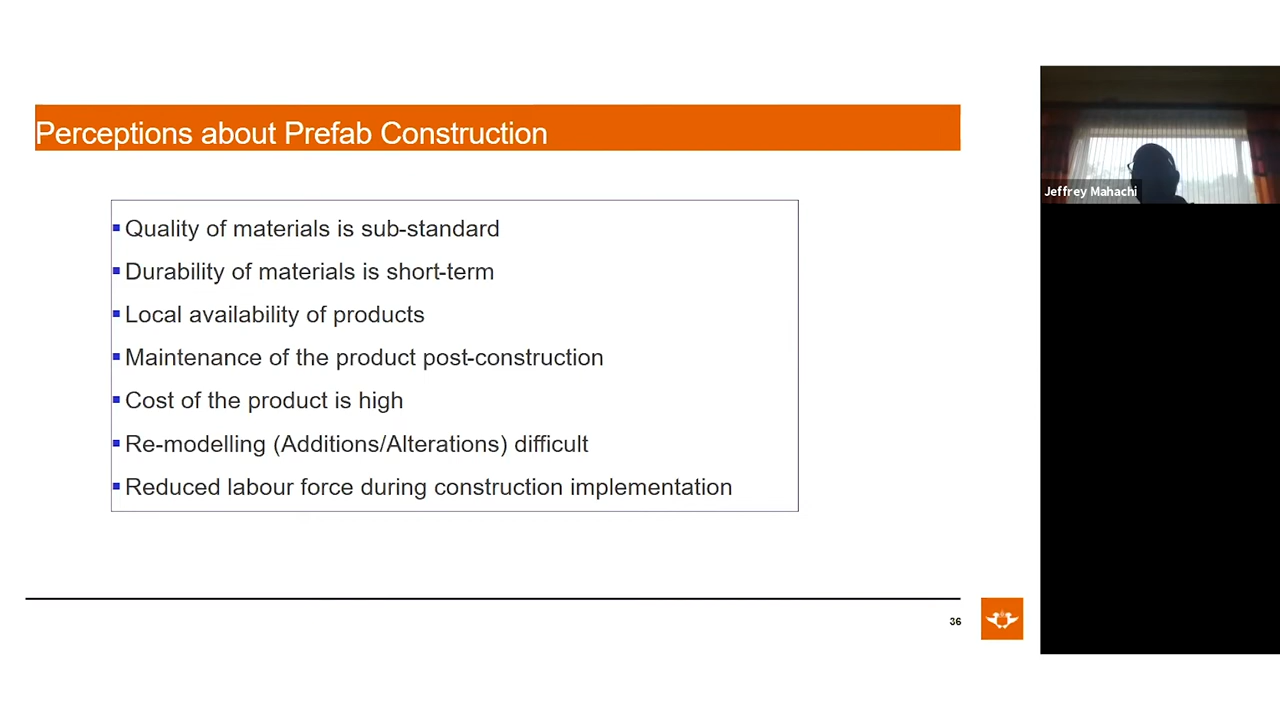 Perceptions about Prefab Construction
Jeffrey Mahachi
Quality of materials is sub-standard
Durability of materials is short-term
Local availability of products
Maintenance of the product post-construction
Cost of the product is high
Re-modelling (Additions/Alterations) difficult
Reduced labour force during construction implementation
36